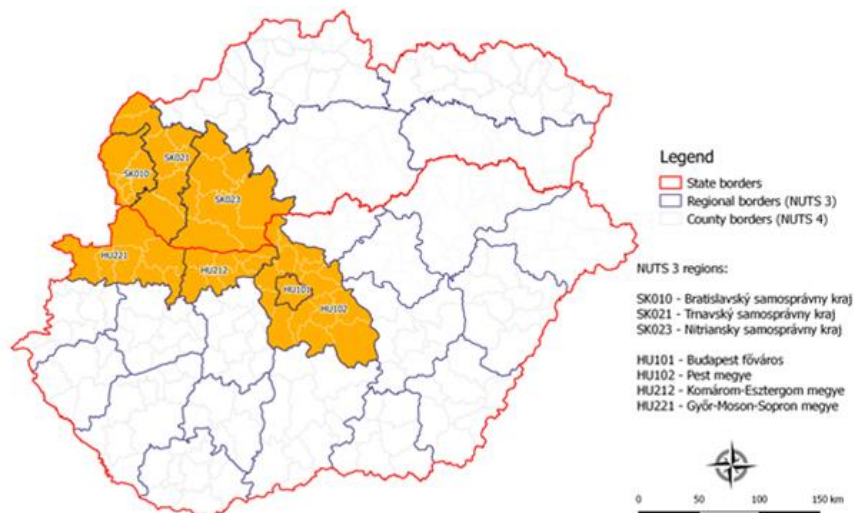 SK021
SK010
SK023
HU221
HU212
HU101
HU102
Legend
State borders
Regional borders (NUTS 3)
County borders (NUTS 4)
NUTS 3 regions:
SK010 - Bratislavský samosprávny kraj
SK021 - Trnavský samosprávny kraj
SK023 - Nitriansky samosprávny kraj
HU101 - Budapest főváros
HU102 - Pest megye
HU212 - Komárom-Esztergom megye
HU221 - Győr-Moson-Sopron megye
0 50 100 150 km